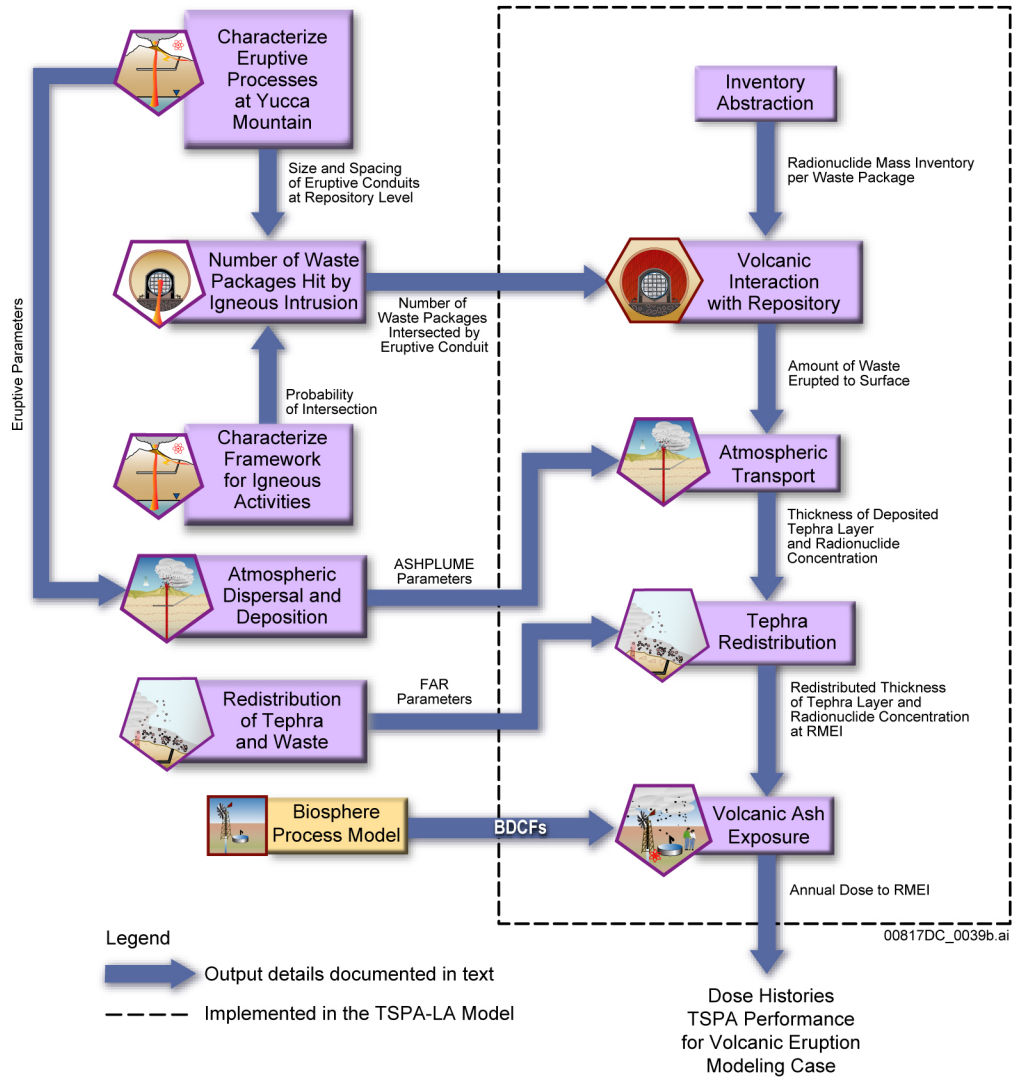 Characterize
Eruptive
Processes
at Yucca
Mountain
Size and Spacing
of Eruptive Conduits
at Repository Level
Number of Waste
Packages Hit by
Igneous Intrusion
Number of
Waste Packages
Intersected by
Eruptive Conduit
Probability
of Intersection
Characterize
Framework
for Igneous
Activities
Eruptive Parameters
Atmospheric
Dispersal and
Deposition
ASHPLUME
Parameters
Redistribution
of Tephra
and Waste
FAR
Parameters
Biosphere
Process Model
BDCFs
Inventory
Abstraction
Radionuclide Mass Inventory
per Waste Package
Volcanic
Interaction
with Repository
Amount of Waste
Erupted to Surface
Atmospheric
Transport
Thickness of Deposited
Tephra Layer
and Radionuclide
Concentration
Tephra
Redistribution
Redistributed Thickness
of Tephra Layer and
Radionuclide Concentration
at RMEI
Volcanic Ash
Exposure
Annual Dose to RMEI
00817DC_0039b.ai
Legend
Output details documented in text
Implemented in the TSPA-LA Model
Dose Histories
TSPA Performance
for Volcanic Eruption
Modeling Case